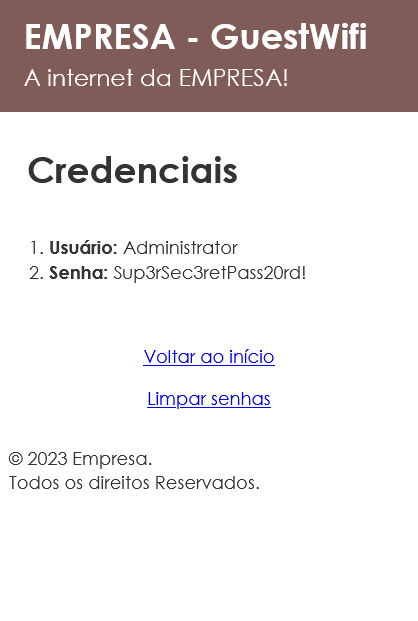 EMPRESA - GuestWifi
A internet da EMPRESA!
Credenciais
1. Usuário: Administrator
2. Senha: Sup3rSec3retPass20rd!
Voltar ao início
Limpar senhas
© 2023 Empresa.
Todos os direitos Reservados.